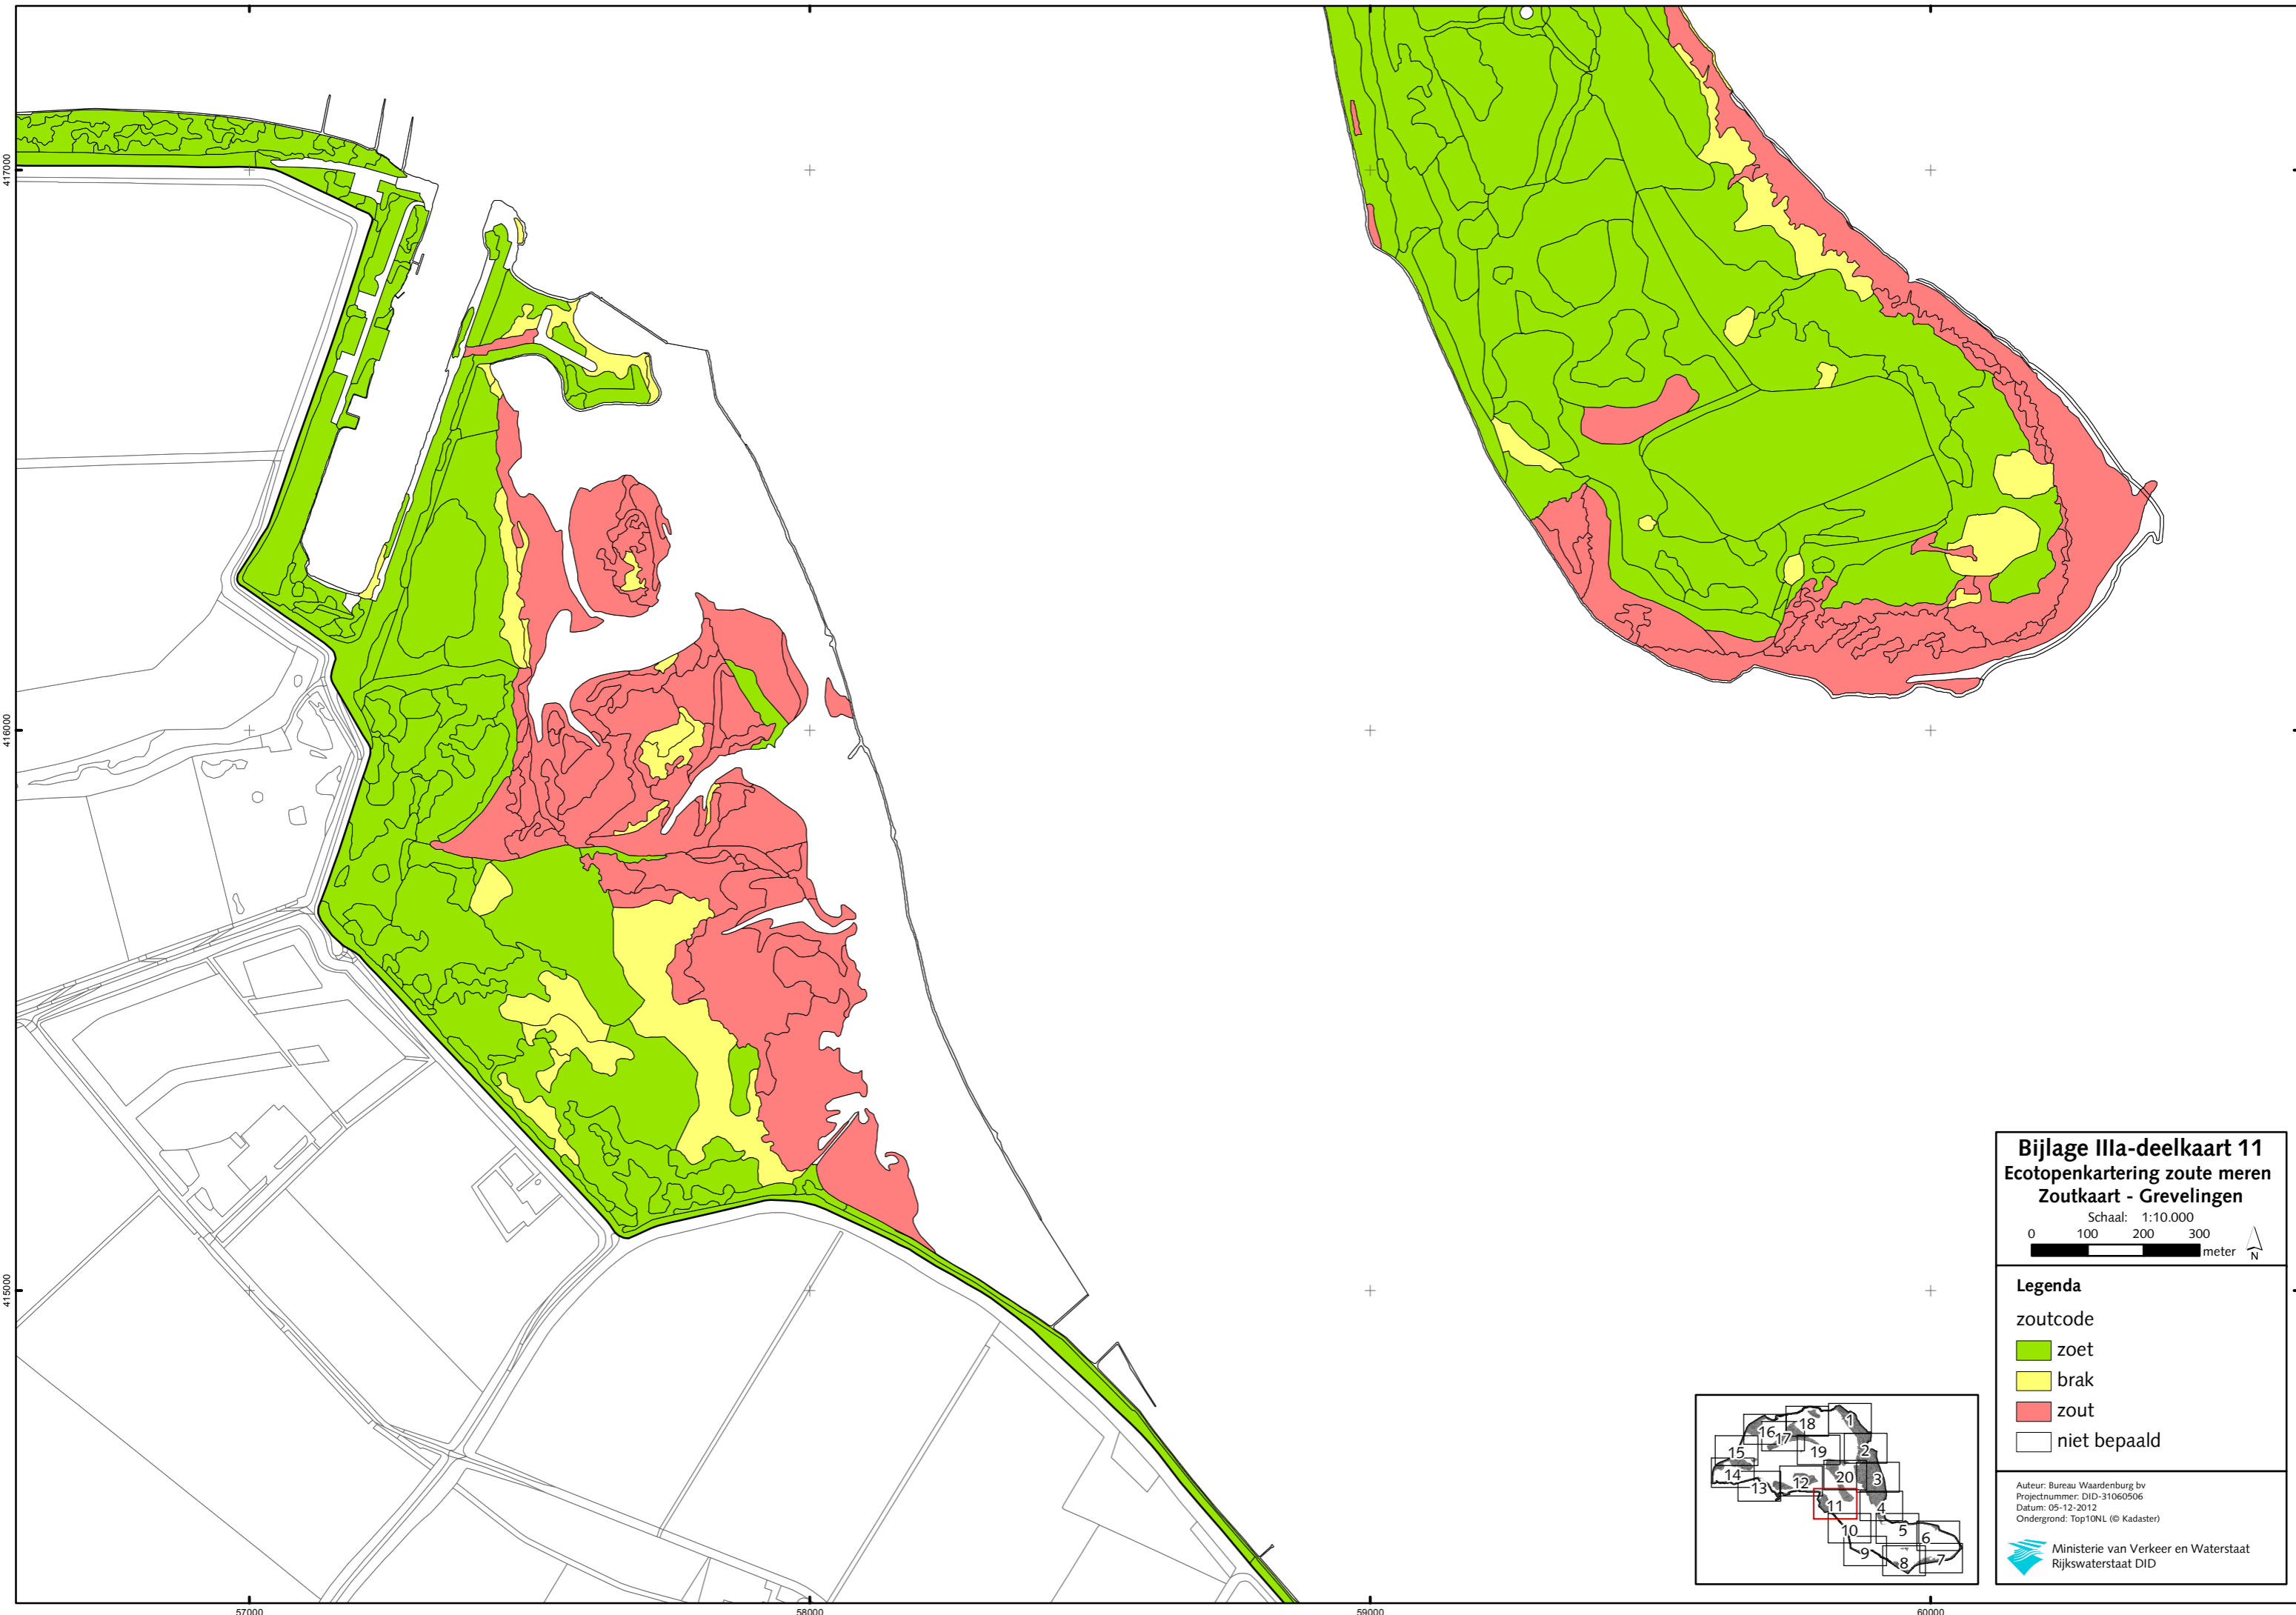 417000
416000
415000
57000
58000
59000
60000
Bijlage IIIa-deelkaart 11
Ecotopenkartering zoute meren
Zoutkaart - Grevelingen
Schaal: 1:10.000
0 100 200 300
meter
N
Legenda
zoutcode
zoet
brak
zout
niet bepaald
Auteur: Bureau Waardenburg bv
Projectnummer: DID-31060506
Datum: 05-12-2012
Ondergrond: Top10NL (© Kadaster)
Ministerie van Verkeer en Waterstaat
Rijkswaterstaat DID
1
18
16
17
15
19
2
14
13
12
20
3
11
4
10
5
6
9
8
7